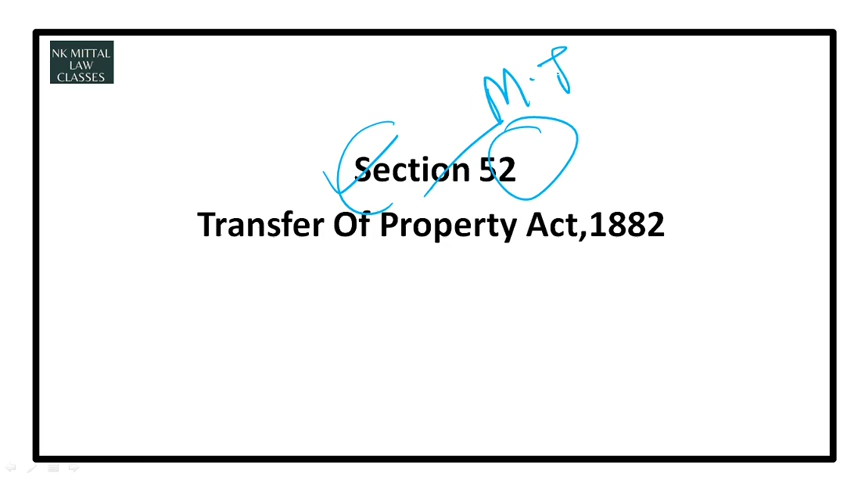 NK MITTAL
LAW
CLASSES
M.P
Section 52
Transfer Of Property Act,1882